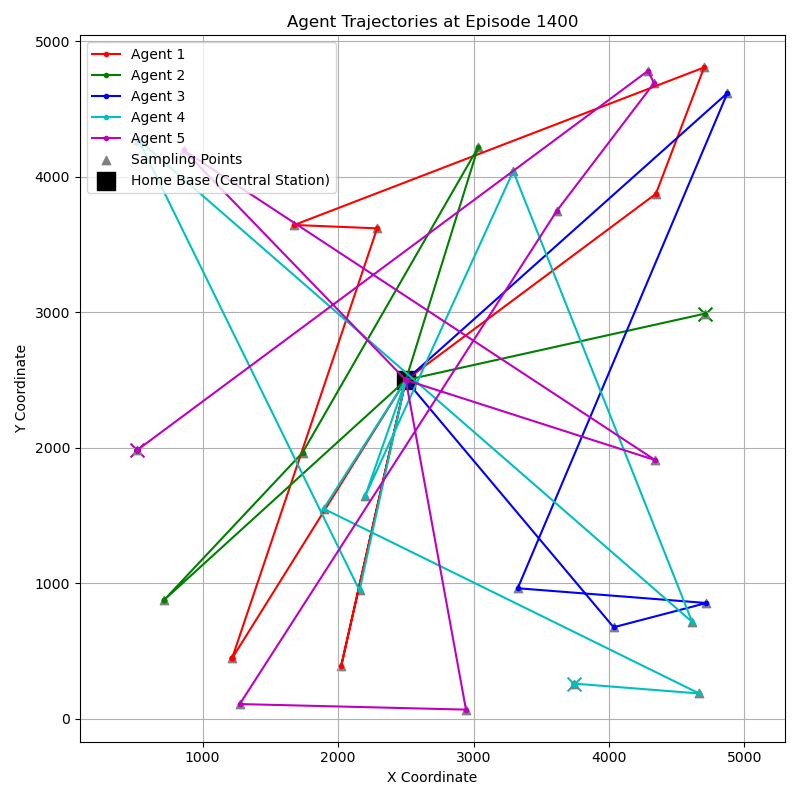 Agent Trajectories at Episode 1400
5000
4000
3000
2000
1000
0
Y Coordinate
Agent 1
Agent 2
Agent 3
Agent 4
Agent 5
Sampling Points
Home Base (Central Station)
1000
2000
3000
4000
5000
X Coordinate